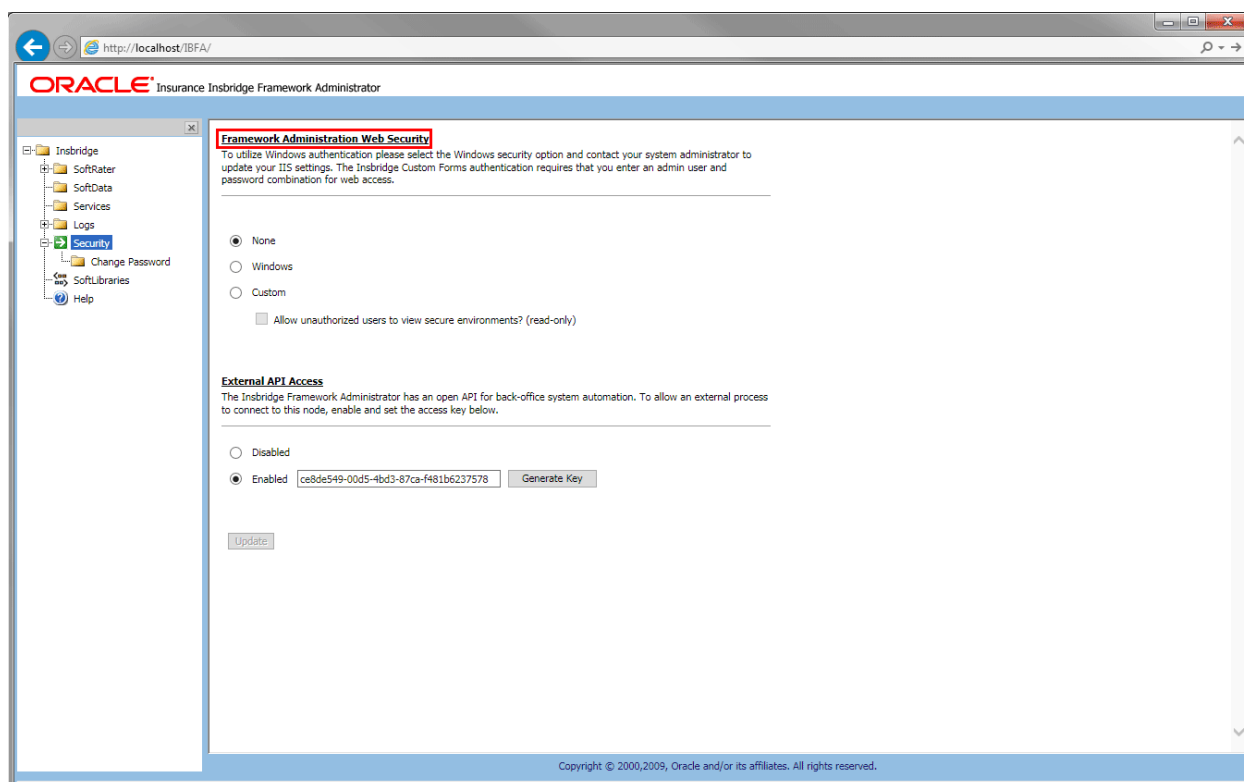 http://localhost/IBFA/
ORACLE® Insurance Insbridge Framework Administrator
Insbridge
SoftRater
SoftData
Services
Logs
Security
Change Password
SoftLibraries
Help
Framework Administration Web Security
To utilize Windows authentication please select the Windows security option and contact your system administrator to
update your IIS settings. The Insbridge Custom Forms authentication requires that you enter an admin user and
password combination for web access.
None
Windows
Custom
Allow unauthorized users to view secure environments? (read-only)
External API Access
The Insbridge Framework Administrator has an open API for back-office system automation. To allow an external process
to connect to this node, enable and set the access key below.
Disabled
Enabled ce8de549-00d5-4bd3-87ca-f481b6237578 Generate Key
Update
Copyright © 2000,2009, Oracle and/or its affiliates. All rights reserved.